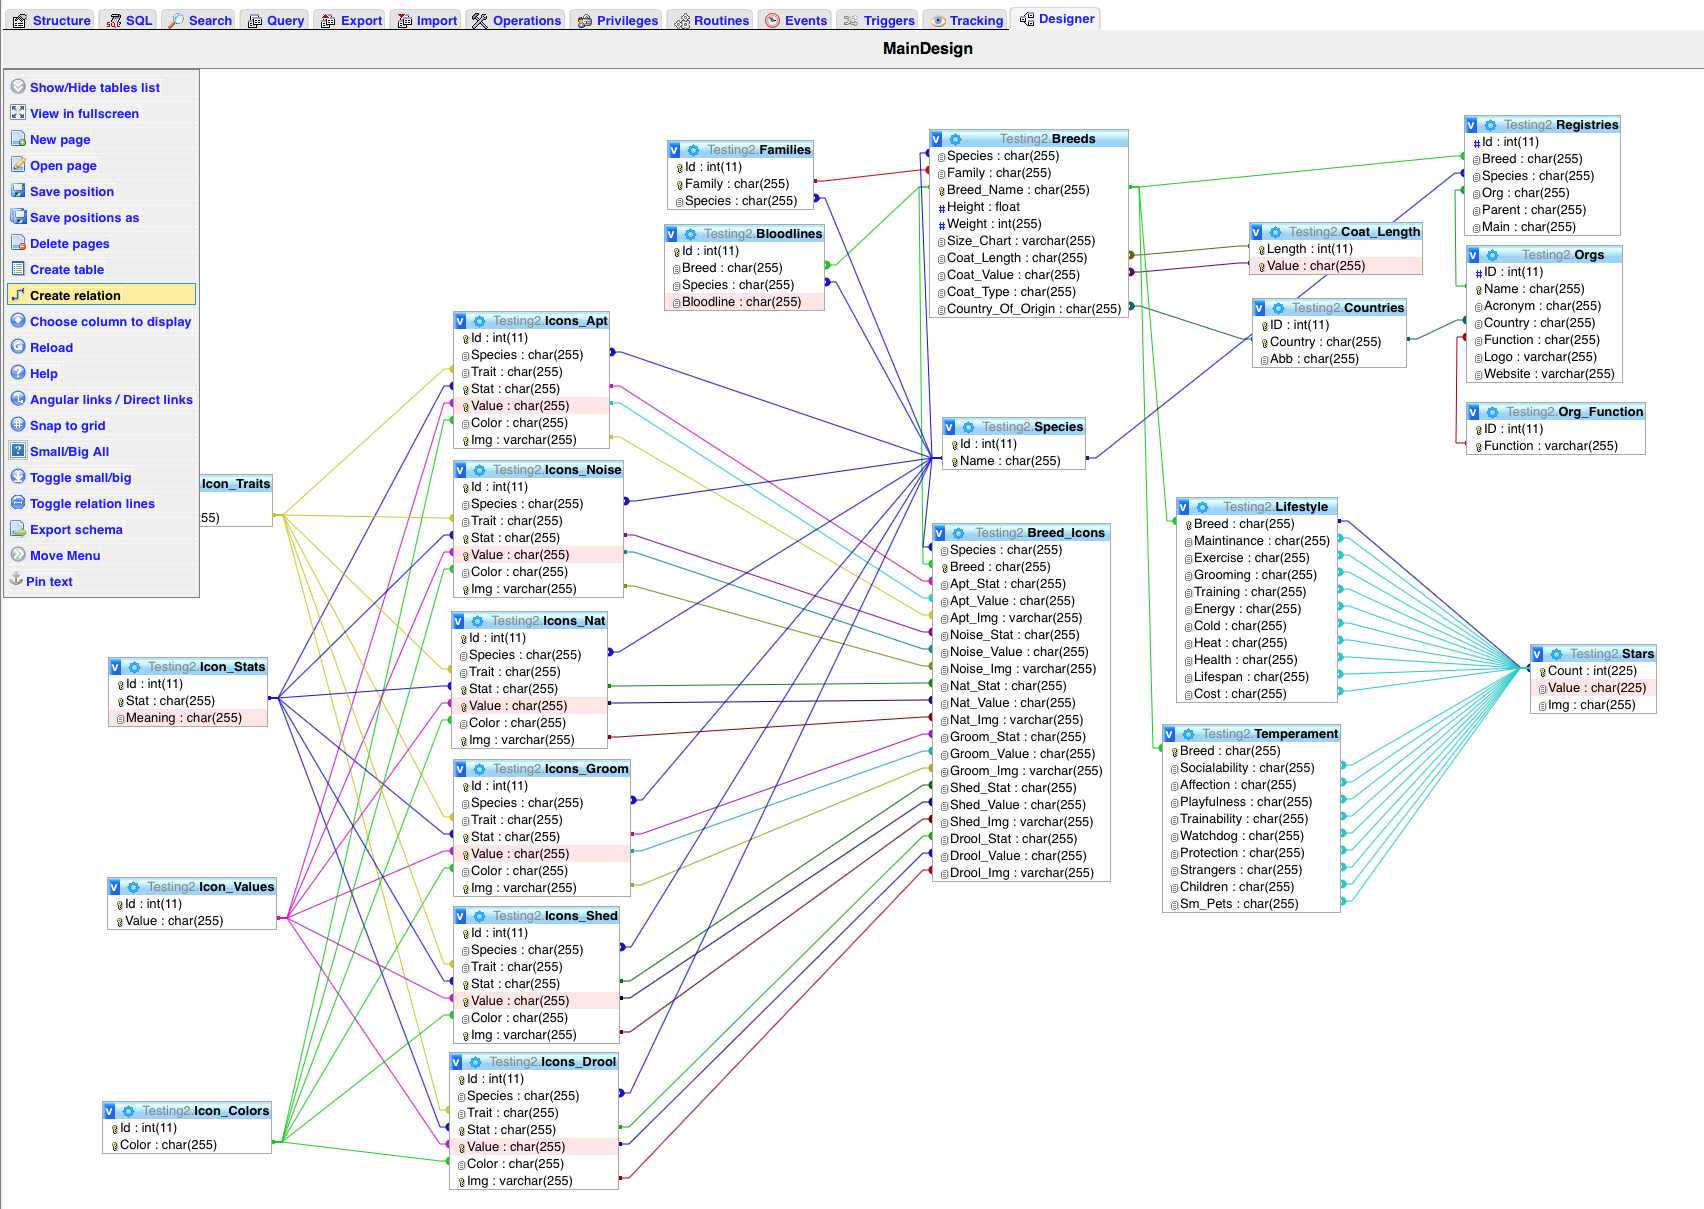 Structure
SQL
Search
Query
Export
Import
Operations
Privileges
Routines
Events
Triggers
Tracking
Designer
MainDesign
Show/Hide tables list
View in fullscreen
New page
Open page
Save position
Save positions as
Delete pages
Create table
Create relation
Choose column to display
Reload
Help
Angular links / Direct links
Snap to grid
Small/Big All
Toggle small/big
Toggle relation lines
Export schema
Move Menu
Pin text
Icon_Traits
55)
Testing2.Icon_Stats
Id : int(11)
Stat : char(255)
Meaning : char(255)
Testing2.Icon_Values
Id : int(11)
Value : char(255)
Testing2.Icon_Colors
Id : int(11)
Color : char(255)
Testing2.Icons_Apt
Id : int(11)
Species : char(255)
Trait : char(255)
Stat : char(255)
Value : char(255)
Color : char(255)
Img : varchar(255)
Testing2.Icons_Noise
Id : int(11)
Species : char(255)
Trait : char(255)
Stat : char(255)
Value : char(255)
Color : char(255)
Img : varchar(255)
Testing2.Icons_Nat
Id : int(11)
Species : char(255)
Trait : char(255)
Stat : char(255)
Value : char(255)
Color : char(255)
Img : varchar(255)
Testing2.Icons_Groom
Id : int(11)
Species : char(255)
Trait : char(255)
Stat : char(255)
Value : char(255)
Color : char(255)
Img : varchar(255)
Testing2.Icons_Shed
Id : int(11)
Species : char(255)
Trait : char(255)
Stat : char(255)
Value : char(255)
Color : char(255)
Img : varchar(255)
Testing2.Icons_Drool
Id : int(11)
Species : char(255)
Trait : char(255)
Stat : char(255)
Value : char(255)
Color : char(255)
Img : varchar(255)
Testing2.Families
Id : int(11)
Family : char(255)
Species : char(255)
Testing2.Bloodlines
Id : int(11)
Breed : char(255)
Species : char(255)
Bloodline : char(255)
Testing2.Breeds
Species : char(255)
Family : char(255)
Breed_Name : char(255)
Height : float
Weight : int(255)
Size_Chart : varchar(255)
Coat_Length : char(255)
Coat_Value : char(255)
Coat_Type : char(255)
Country_Of_Origin : char(255)
Testing2.Species
Id : int(11)
Name : char(255)
Testing2.Breed_Icons
Species : char(255)
Breed : char(255)
Apt_Stat : char(255)
Apt_Value : char(255)
Apt_Img : varchar(255)
Noise_Stat : char(255)
Noise_Value : char(255)
Noise_Img : varchar(255)
Nat_Stat : char(255)
Nat_Value : char(255)
Nat_Img : varchar(255)
Groom_Stat : char(255)
Groom_Value : char(255)
Groom_Img : varchar(255)
Shed_Stat : char(255)
Shed_Value : char(255)
Shed_Img : varchar(255)
Drool_Stat : char(255)
Drool_Value : char(255)
Drool_Img : varchar(255)
Testing2.Coat_Length
Length : int(11)
Value : char(255)
Testing2.Countries
ID : int(11)
Country : char(255)
Abb : char(255)
Testing2.Registries
Id : int(11)
Breed : char(255)
Species : char(255)
Org : char(255)
Parent : char(255)
Main : char(255)
Testing2.Orgs
ID : int(11)
Name : char(255)
Acronym : char(255)
Country : char(255)
Function : char(255)
Logo : varchar(255)
Website : varchar(255)
Testing2.Org_Function
ID : int(11)
Function : varchar(255)
Testing2.Lifestyle
Breed : char(255)
Maintinance : char(255)
Exercise : char(255)
Grooming : char(255)
Training : char(255)
Energy : char(255)
Cold : char(255)
Heat : char(255)
Health : char(255)
Lifespan : char(255)
Cost : char(255)
Testing2.Temperament
Breed : char(255)
Socialability : char(255)
Affection : char(255)
Playfulness : char(255)
Trainability : char(255)
Watchdog : char(255)
Protection : char(255)
Strangers : char(255)
Children : char(255)
Sm_Pets : char(255)
Testing2.Stars
Count : int(225)
Value : char(225)
Img : char(255)